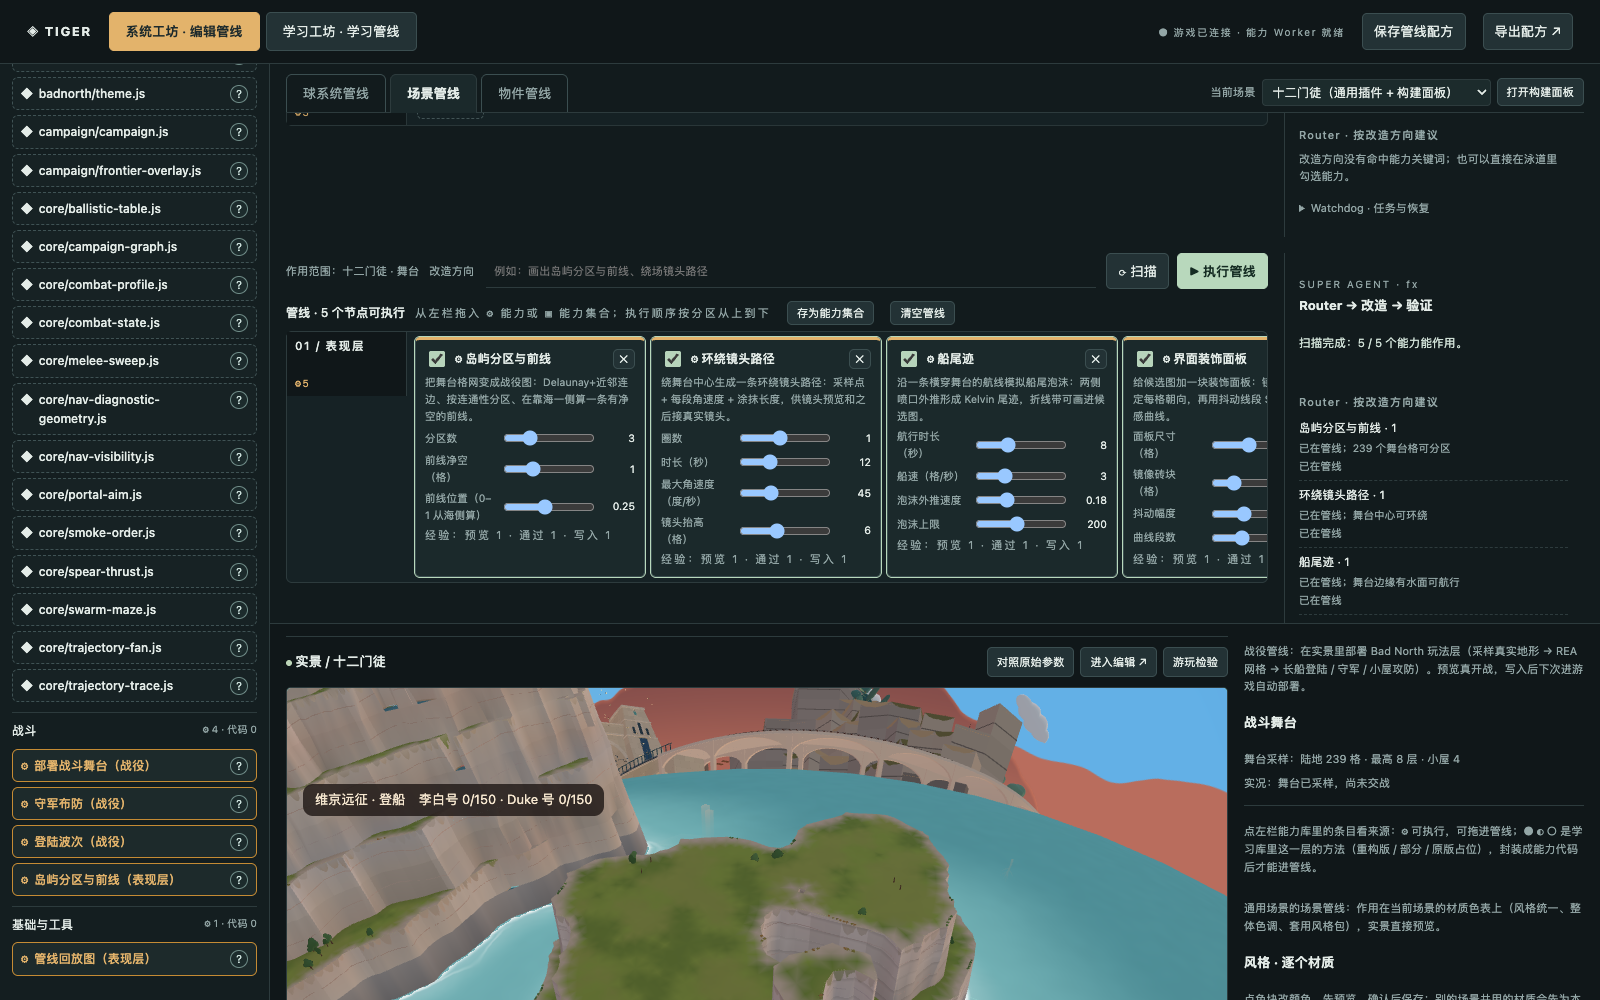 ◈ TIGER
系统工坊 · 编辑管线
学习工坊 · 学习管线
游戏已连接 · 能力 Worker 就绪
保存管线配方
导出配方 ↗
badnorth/theme.js ?
campaign/campaign.js ?
campaign/frontier-overlay.js ?
core/ballistic-table.js ?
core/campaign-graph.js ?
core/combat-profile.js ?
core/combat-state.js ?
core/melee-sweep.js ?
core/nav-diagnostic-
geometry.js ?
core/nav-visibility.js ?
core/portal-aim.js ?
core/smoke-order.js ?
core/spear-thrust.js ?
core/swarm-maze.js ?
core/trajectory-fan.js ?
core/trajectory-trace.js ?
战斗 ⚙ 4 · 代码 0
⚙ 部署战斗舞台（战役） ?
⚙ 守军布防（战役） ?
⚙ 登陆波次（战役） ?
⚙ 岛屿分区与前线（表现层） ?
基础与工具 ⚙ 1 · 代码 0
⚙ 管线回放图（表现层） ?
球系统管线
场景管线
物件管线
当前场景 十二门徒（通用插件 + 构建面板） 打开构建面板
作用范围：十二门徒 · 舞台 改造方向 例如：画出岛屿分区与前线、绕场镜头路径 ⟳ 扫描 ▶ 执行管线
管线 · 5 个节点可执行 从左栏拖入 ⚙ 能力或 ▣ 能力集合；执行顺序按分区从上到下 存为能力集合 清空管线
01 / 表现层
⚙5
⚙ 岛屿分区与前线 ✕
把舞台格网变成战役图：Delaunay+近邻连
边、按连通性分区、在靠海一侧算一条有净
空的前线。
分区数 3
前线净空
（格） 1
前线位置（0–
1 从海侧算） 0.25
经验：预览 1 · 通过 1 · 写入 1
⚙ 环绕镜头路径 ✕
绕舞台中心生成一条环绕镜头路径：采样点
+ 每段角速度 + 涂抹长度，供镜头预览和之
后接真实镜头。
圈数 1
时长（秒） 12
最大角速度
（度/秒） 45
镜头抬高
（格） 6
经验：预览 1 · 通过 1 · 写入 1
⚙ 船尾迹 ✕
沿一条横穿舞台的航线模拟船尾泡沫：两侧
喷口外推形成 Kelvin 尾迹，折线带可画进候
选图。
航行时长
（秒） 8
船速（格/秒） 3
泡沫外推速度 0.18
泡沫上限 200
经验：预览 1 · 通过 1 · 写入 1
⚙ 界面装饰面板
给候选图加一块装饰面板：
定每格朝向，再用抖动线段
感曲线。
面板尺寸
（格）
镜像砖块
（格）
抖动幅度
曲线段数
经验：预览 1 · 通过 1 · 写入 1
Router · 按改造方向建议
改造方向没有命中能力关键词；也可以直接在泳道里
勾选能力。
▶ Watchdog · 任务与恢复
SUPER AGENT · fx
Router → 改造 → 验证
扫描完成：5 / 5 个能力能作用。
Router · 按改造方向建议
岛屿分区与前线 · 1
已在管线；239 个舞台格可分区
已在管线
环绕镜头路径 · 1
已在管线；舞台中心可环绕
已在管线
船尾迹 · 1
已在管线；舞台边缘有水面可航行
已在管线
实景 / 十二门徒
对照原始参数
进入编辑 ↗
游玩检验
维京远征 · 登船 李白号 0/150 · Duke 号 0/150
战役管线：在实景里部署 Bad North 玩法层（采样真实地形 → REA
网格 → 长船登陆 / 守军 / 小屋攻防）。预览真开战，写入后下次进游
戏自动部署。
战斗舞台
舞台采样：陆地 239 格 · 最高 8 层 · 小屋 4
实况：舞台已采样，尚未交战
点左栏能力库里的条目看来源：⚙ 可执行，可拖进管线；● ◐ ○ 是学
习库里这一层的方法（重构版 / 部分 / 原版占位），封装成能力代码
后才能进管线。
通用场景的场景管线：作用在当前场景的材质色表上（风格统一、整
体色调、套用风格包），实景直接预览。
风格 · 逐个材质